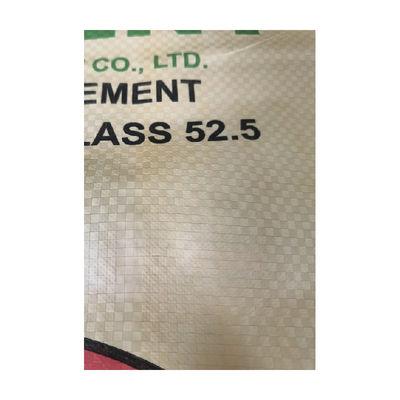 CO., LTD.
EMENT
LASS 52.5